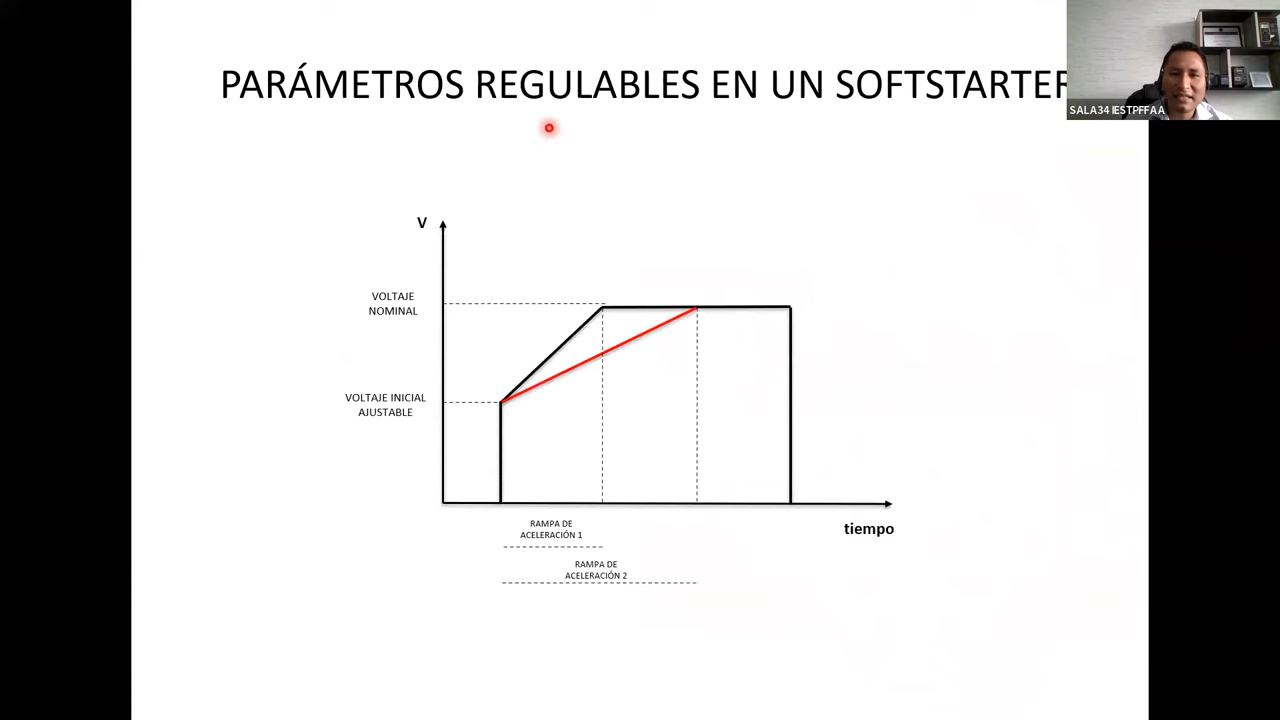 PARÁMETROS REGULABLES EN UN SOFTSTARTER
SALA34 IESTPFFAA
V
VOLTAJE
NOMINAL
VOLTAJE INICIAL
AJUSTABLE
tiempo
RAMPA DE
ACELERACIÓN 1
RAMPA DE
ACELERACIÓN 2